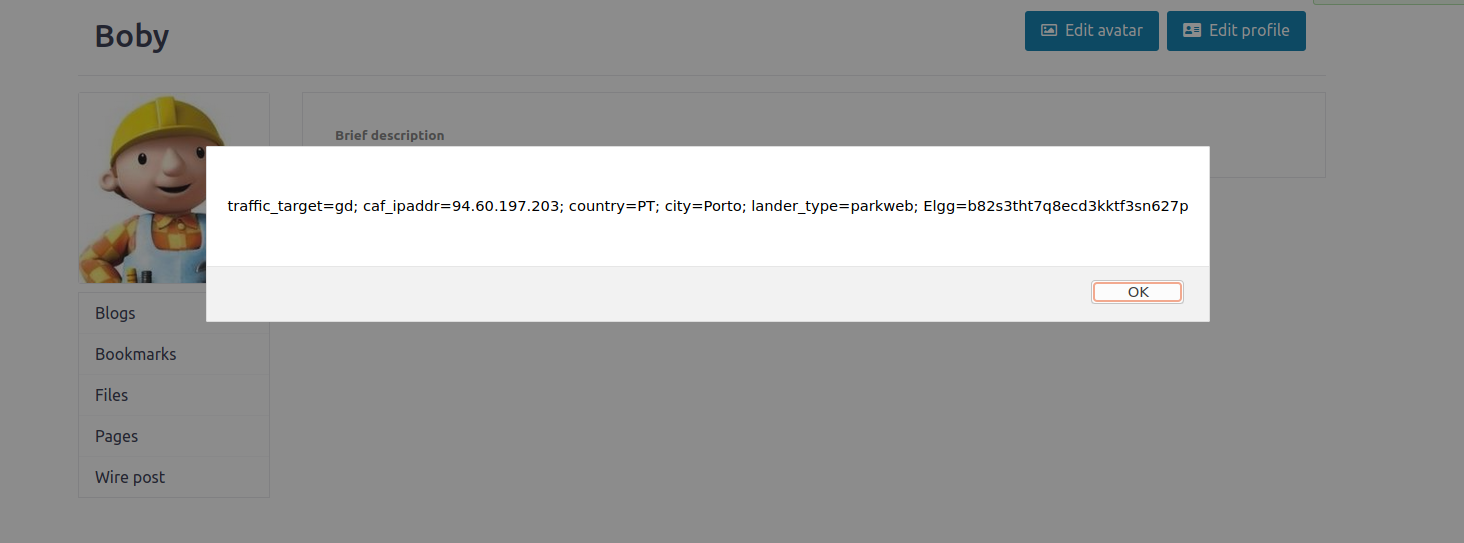 Boby
Edit avatar
Edit profile
Brief description
traffic_target=gd; caf_ipaddr=94.60.197.203; country=PT; city=Porto; lander_type=parkweb; Elgg=b82s3tht7q8ecd3kktf3sn627p
OK
Blogs
Bookmarks
Files
Pages
Wire post